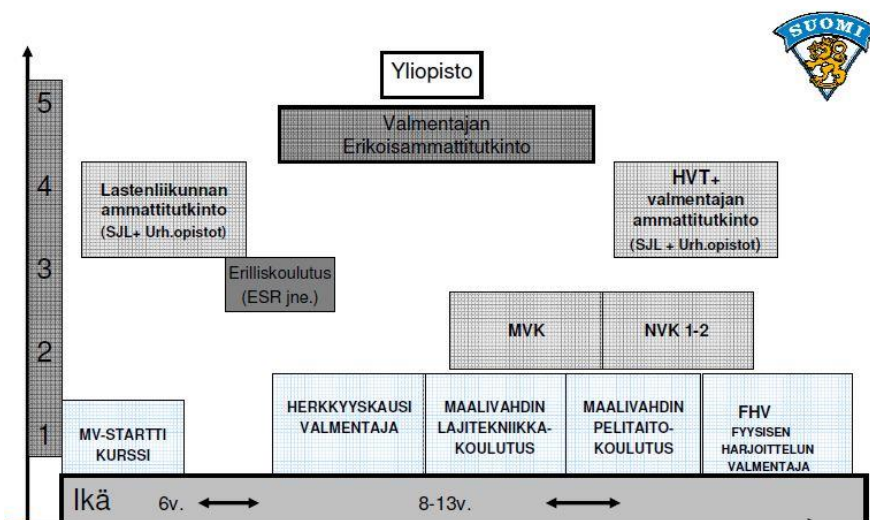 SUOMI
Yliopisto
5
Valmentajan
Erikoisammattitutkinto
4
Lastenliikunnan
ammattitutkinto
(SJL+ Urh.opistot)
HVT+
valmentajan
ammattitutkinto
(SJL + Urh.opistot)
3
Erilliskoulutus
(ESR jne.)
2
MVK
NVK 1-2
1
MV-STARTTI
KURSSI
HERKKYYSKAUSI
VALMENTAJA
MAALIVAHDIN
LAJITEKNIIKKA-
KOULUTUS
MAALIVAHDIN
PELITAITO-
KOULUTUS
FHV
FYYSISEN
HARJOITTELUN
VALMENTAJA
Ikä 6v. 8-13v.